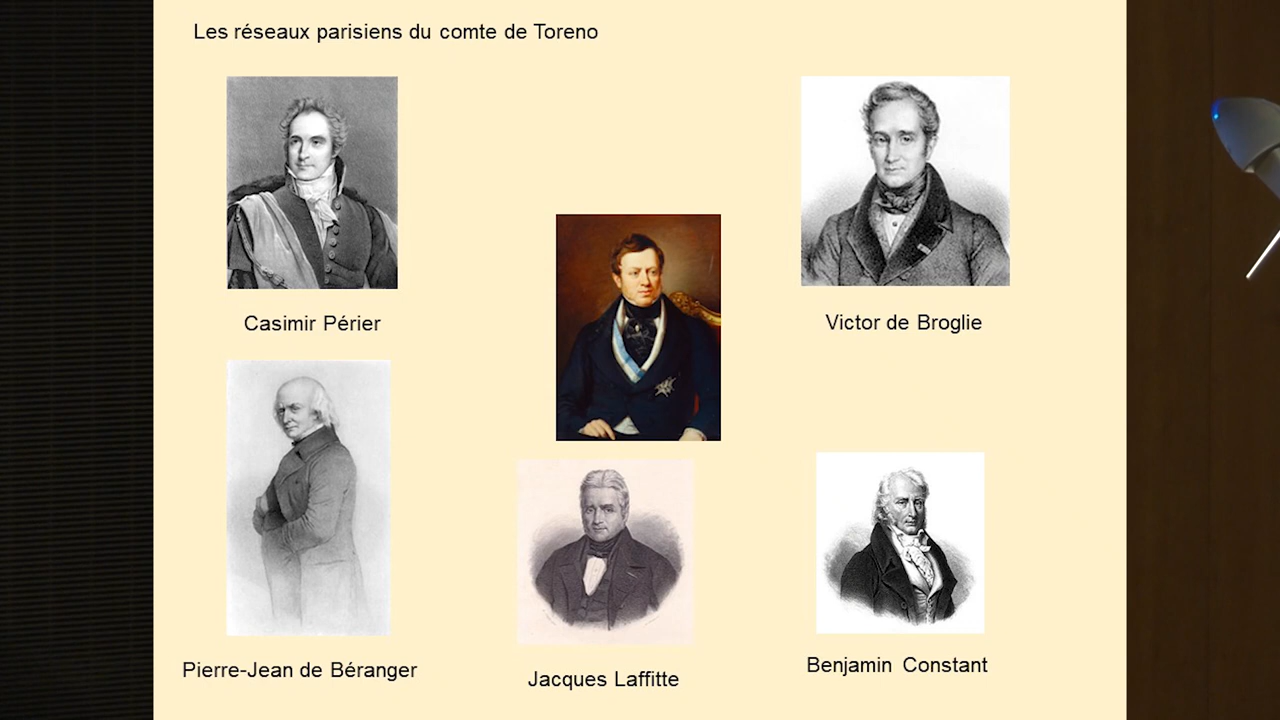 Les réseaux parisiens du comte de Toreno
Casimir Périer
Victor de Broglie
Pierre-Jean de Béranger
Jacques Laffitte
Benjamin Constant